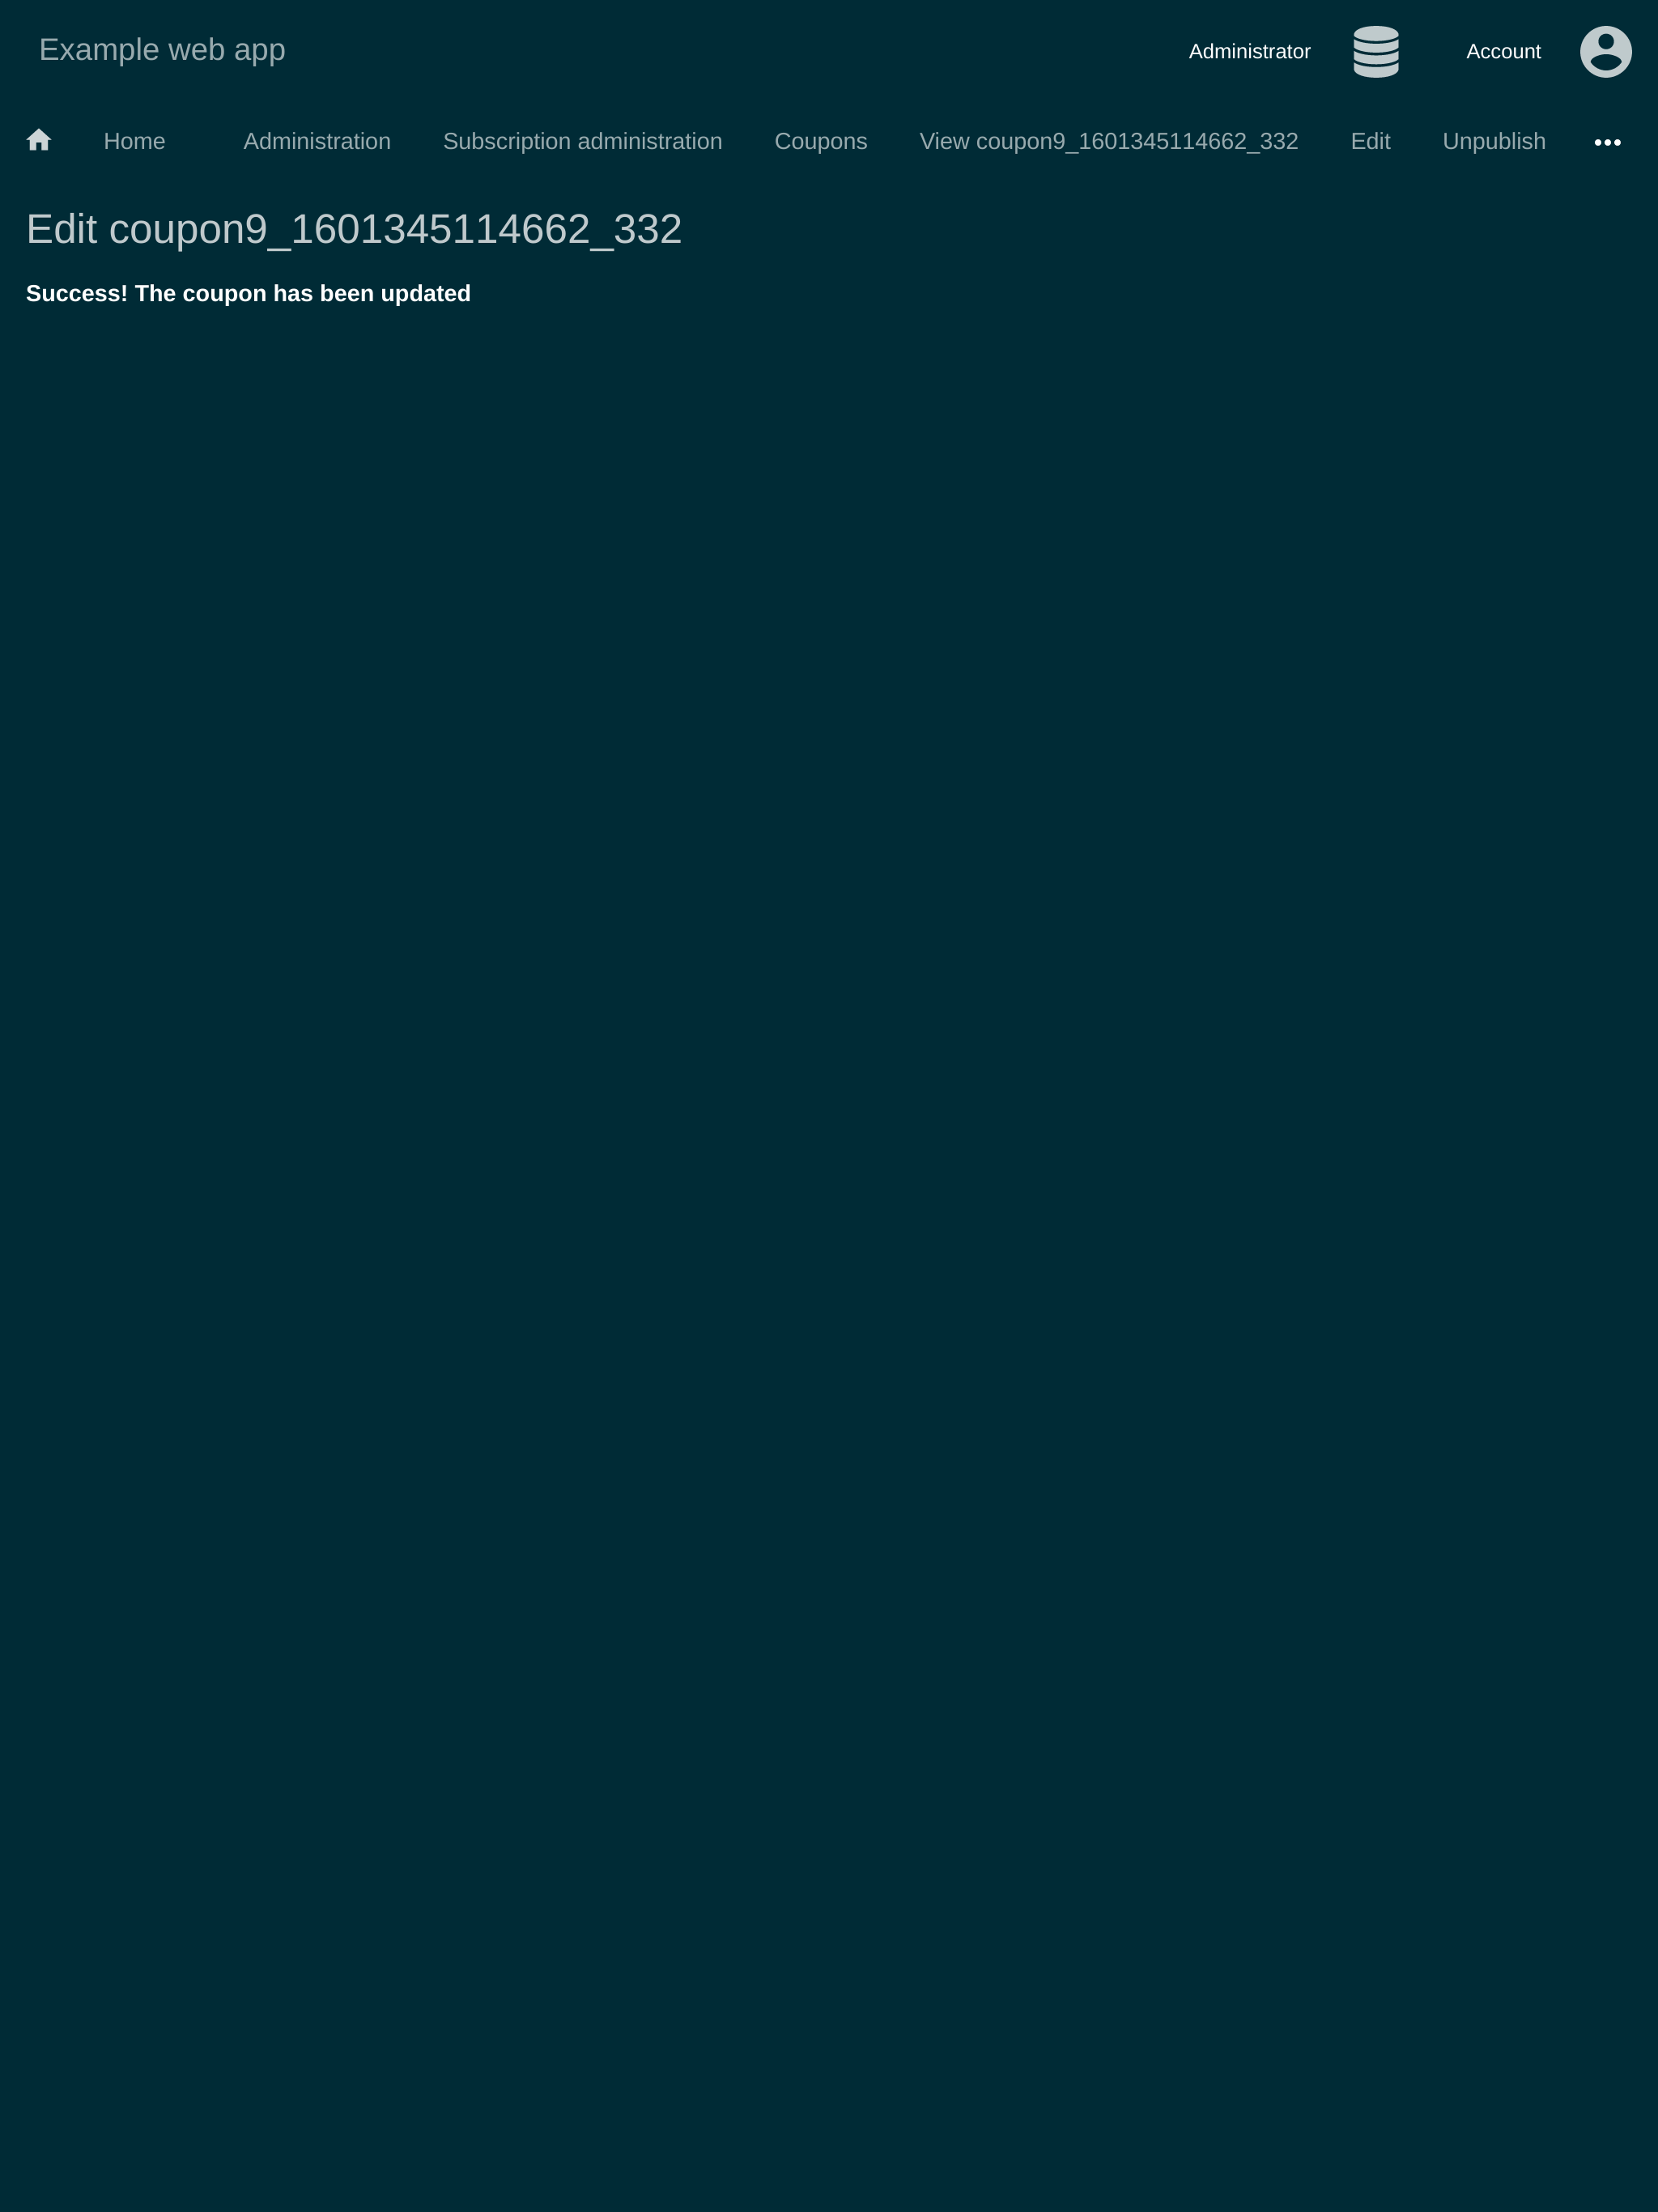 Example web app
Administrator
Account
Home
Administration
Subscription administration
Coupons
View coupon9_1601345114662_332
Edit
Unpublish
Edit coupon9_1601345114662_332
Success! The coupon has been updated